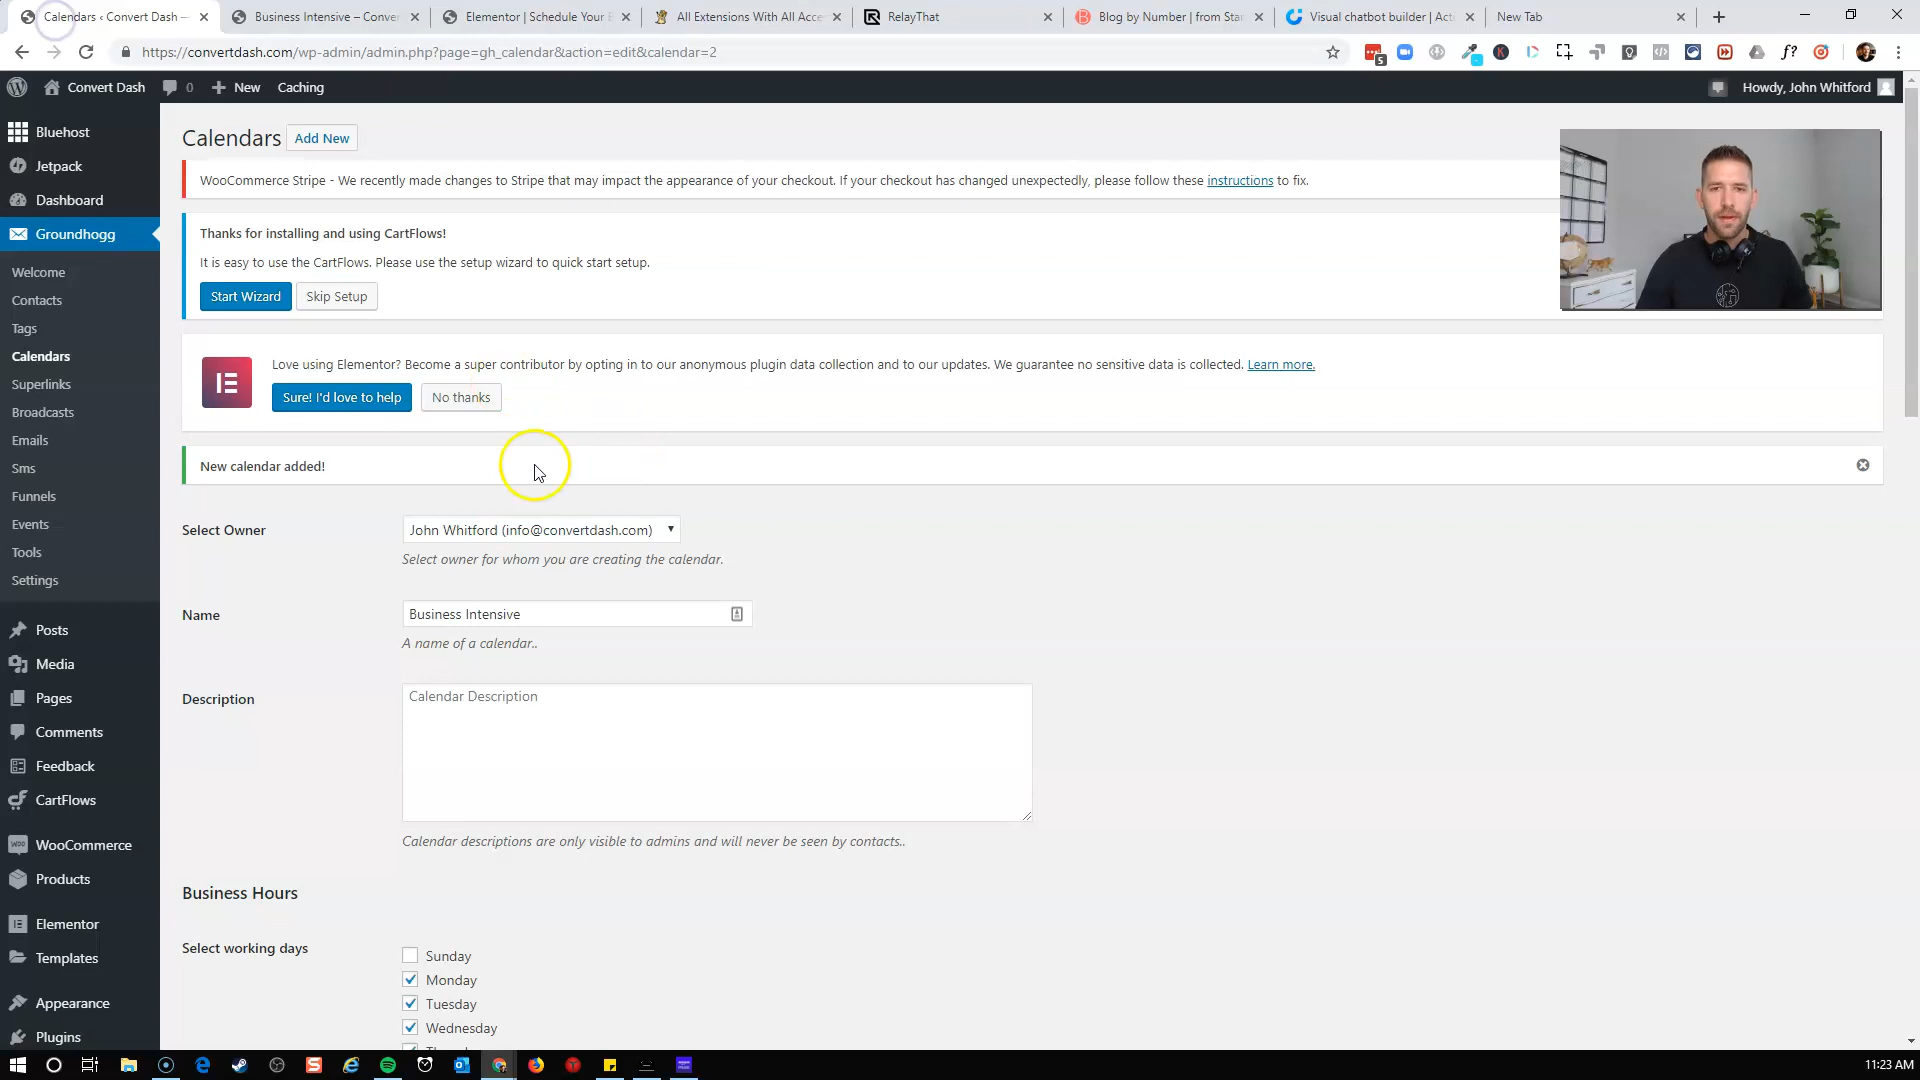 Calendars ‹ Convert Dash —
Business Intensive – Conver
Elementor | Schedule Your B
All Extensions With All Acce
RelayThat
Blog by Number | from Star
Visual chatbot builder | Act
New Tab
https://convertdash.com/wp-admin/admin.php?page=gh_calendar&action=edit&calendar=2
5
f?
Convert Dash
0
New
Caching
Howdy, John Whitford
Bluehost
Jetpack
Dashboard
Groundhogg
Welcome
Contacts
Tags
Calendars
Superlinks
Broadcasts
Emails
Sms
Funnels
Events
Tools
Settings
Posts
Media
Pages
Comments
Feedback
CartFlows
WooCommerce
Products
Elementor
Templates
Appearance
Plugins
Calendars
Add New
WooCommerce Stripe - We recently made changes to Stripe that may impact the appearance of your checkout. If your checkout has changed unexpectedly, please follow these instructions to fix.
Thanks for installing and using CartFlows!
It is easy to use the CartFlows. Please use the setup wizard to quick start setup.
Start Wizard
Skip Setup
Love using Elementor? Become a super contributor by opting in to our anonymous plugin data collection and to our updates. We guarantee no sensitive data is collected. Learn more.
Sure! I'd love to help
No thanks
New calendar added!
Select Owner
John Whitford (info@convertdash.com)
Select owner for whom you are creating the calendar.
Name
Business Intensive
A name of a calendar..
Description
Calendar Description
Calendar descriptions are only visible to admins and will never be seen by contacts..
Business Hours
Select working days
Sunday
Monday
Tuesday
Wednesday
11:23 AM